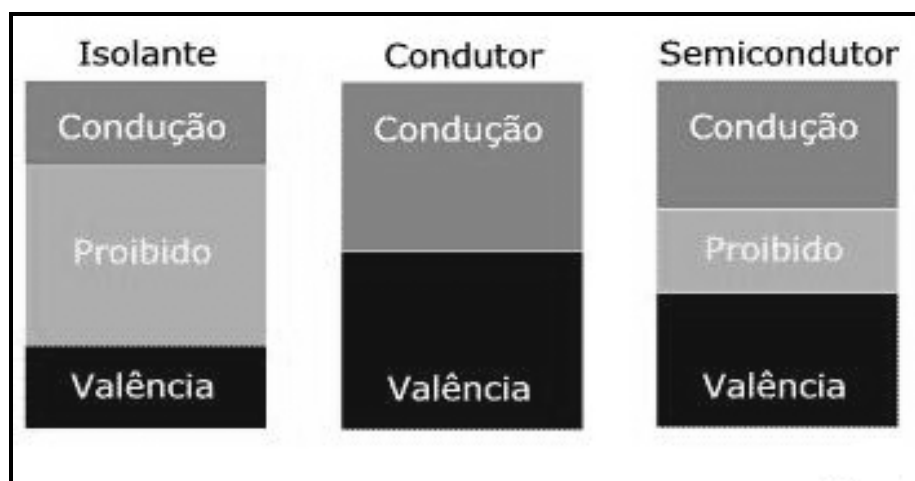 Isolante Condutor Semicondutor
Condução Condução Condução
Proibido Proibido
Valência Valência Valência